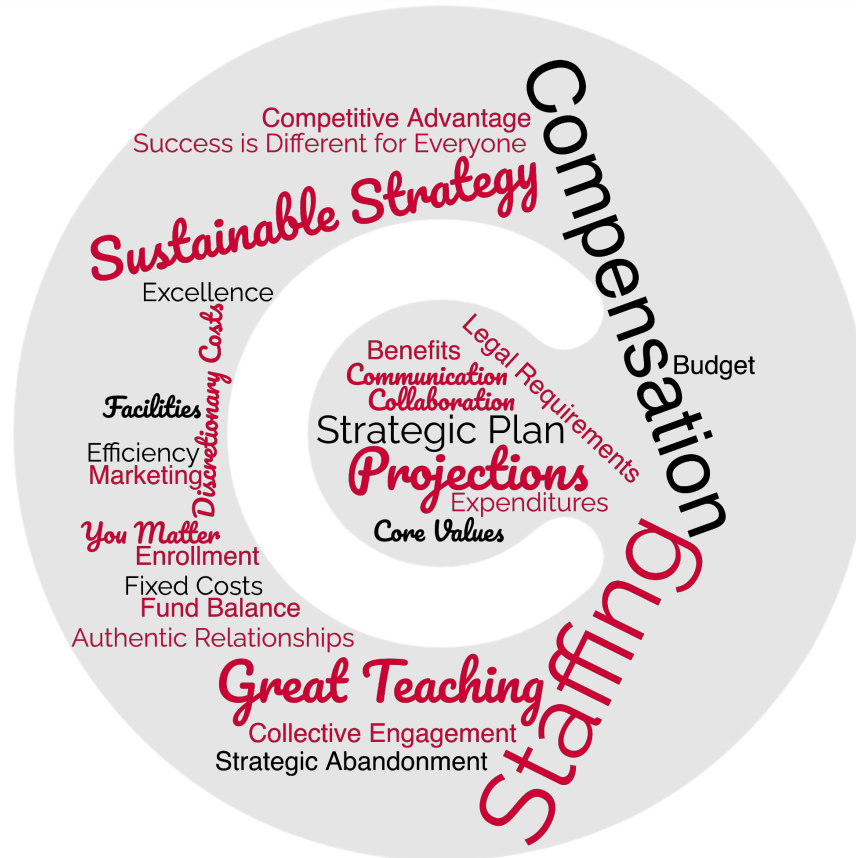 Compensation
Competitive Advantage
Success is Different for Everyone
Sustainable Strategy
Excellence
Discretionary Costs
Legal Requirements
Benefits
Budget
Communication
Collaboration
Facilities
Strategic Plan
Efficiency
Marketing
Projections
Expenditures
You Matter
Core Values
Staffing
Enrollment
Fixed Costs
Fund Balance
Authentic Relationships
Great Teaching
Collective Engagement
Strategic Abandonment